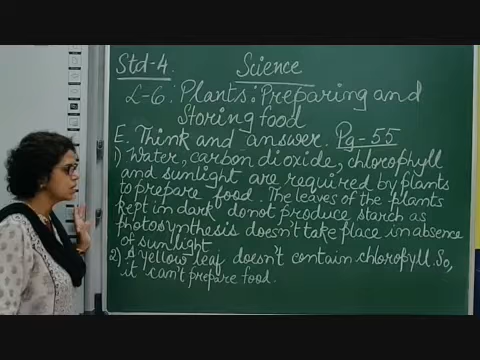 Std-4.
Science
L-6: Plants: Preparing and
Storing food
E. Think and answer. Pg-55
1) Water, carbon dioxide, chlorophyll
and sunlight are required by plants
to prepare food. The leaves of the plants
kept in dark donot produce starch as
photosynthesis doesn't take place in absence
of sunlight.
2) A yellow leaf doesn't contain chloropyll. So,
it can't prepare food.